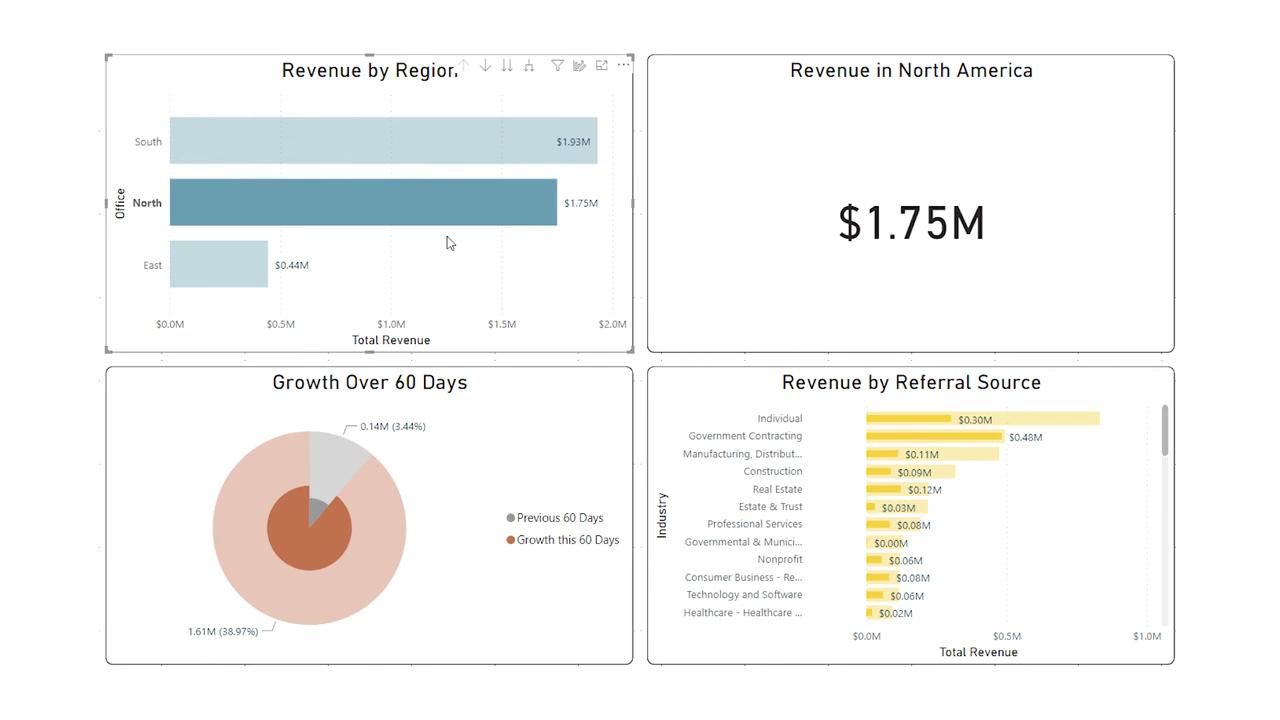 Revenue by Region
South
$1.93M
Office
North
$1.75M
East
$0.44M
$0.0M
$0.5M
$1.0M
$1.5M
$2.0M
Total Revenue
Revenue in North America
$1.75M
Growth Over 60 Days
0.14M (3.44%)
Previous 60 Days
Growth this 60 Days
1.61M (38.97%)
Revenue by Referral Source
Industry
Individual
$0.30M
Government Contracting
$0.48M
Manufacturing, Distribut...
$0.11M
Construction
$0.09M
Real Estate
$0.12M
Estate & Trust
$0.03M
Professional Services
$0.08M
Governmental & Munici...
$0.00M
Nonprofit
$0.06M
Consumer Business - Re...
$0.08M
Technology and Software
$0.06M
Healthcare - Healthcare ...
$0.02M
$0.0M
$0.5M
$1.0M
Total Revenue